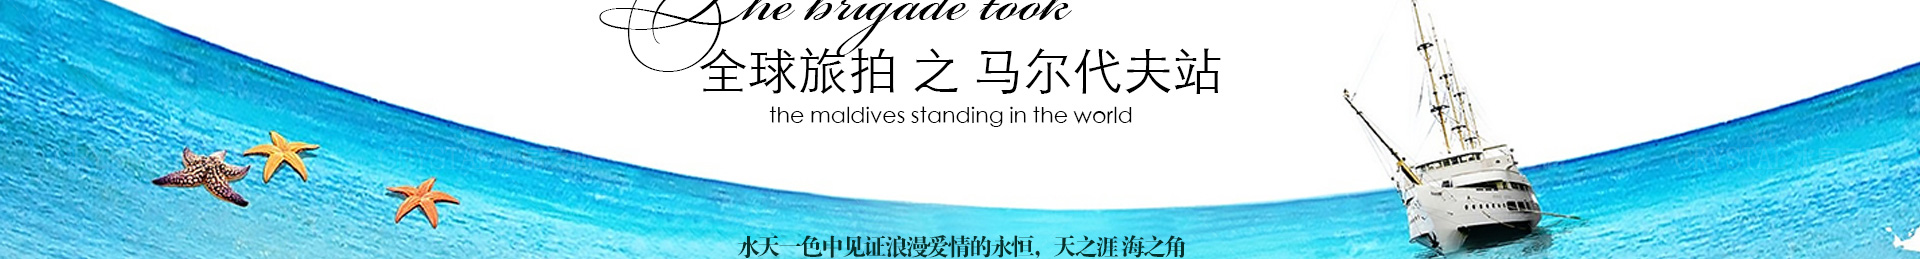 The brigade took
全球旅拍 之 马尔代夫站
the maldives standing in the world
水天一色中见证浪漫爱情的永恒，天之涯 海之角